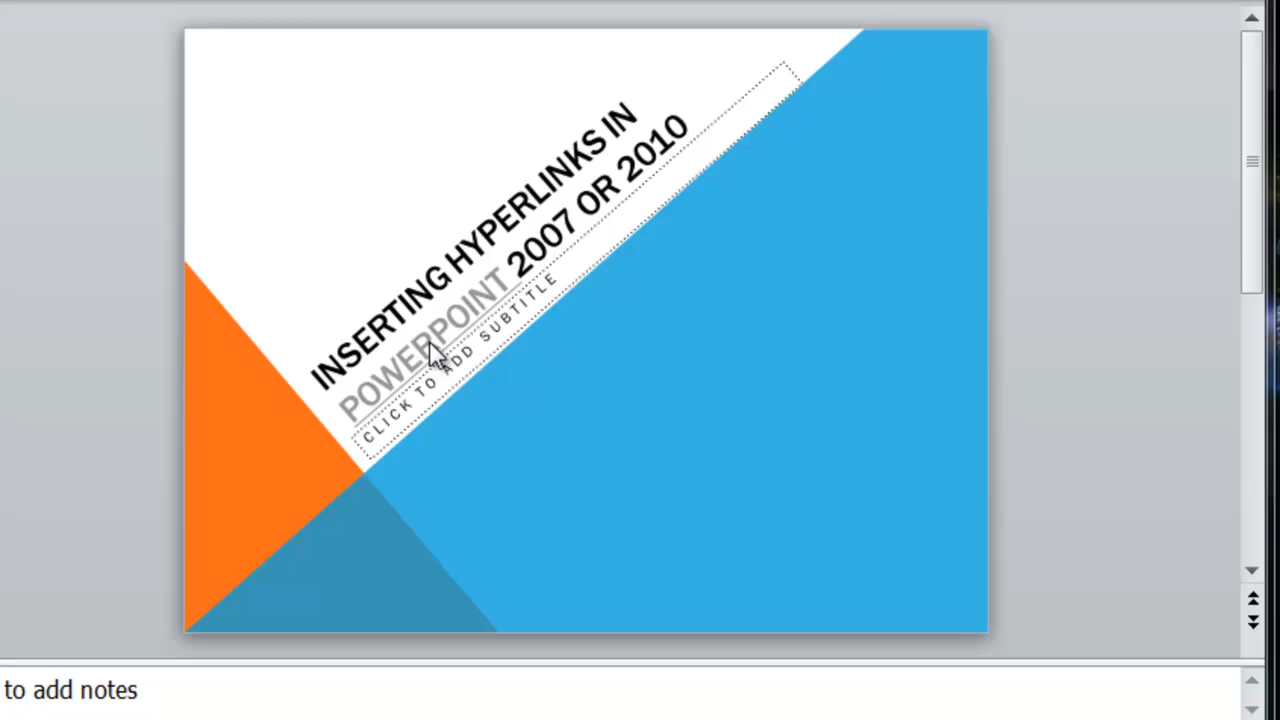 INSERTING HYPERLINKS IN
POWERPOINT 2007 OR 2010
CLICK TO ADD SUBTITLE
to add notes